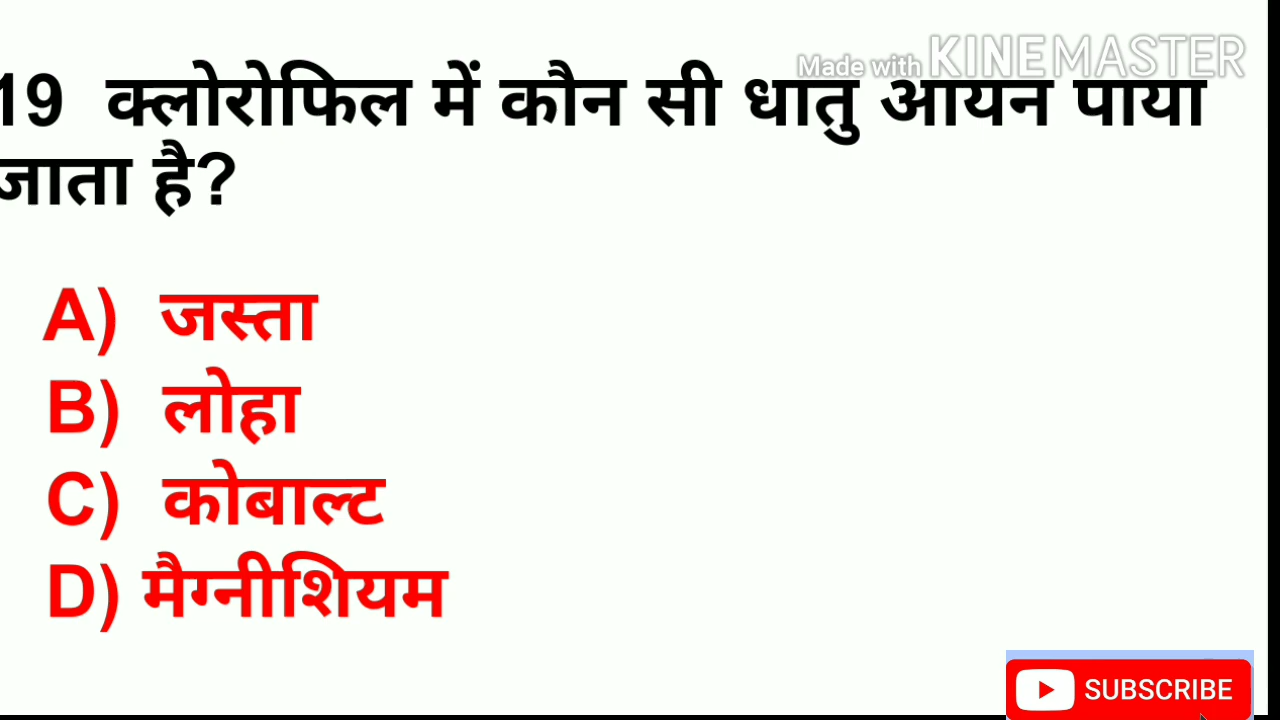 Made with KINEMASTER
19 क्लोरोफिल में कौन सी धातु आयन पाया
जाता है?
A) जस्ता
B) लोहा
C) कोबाल्ट
D) मैग्नीशियम
SUBSCRIBE